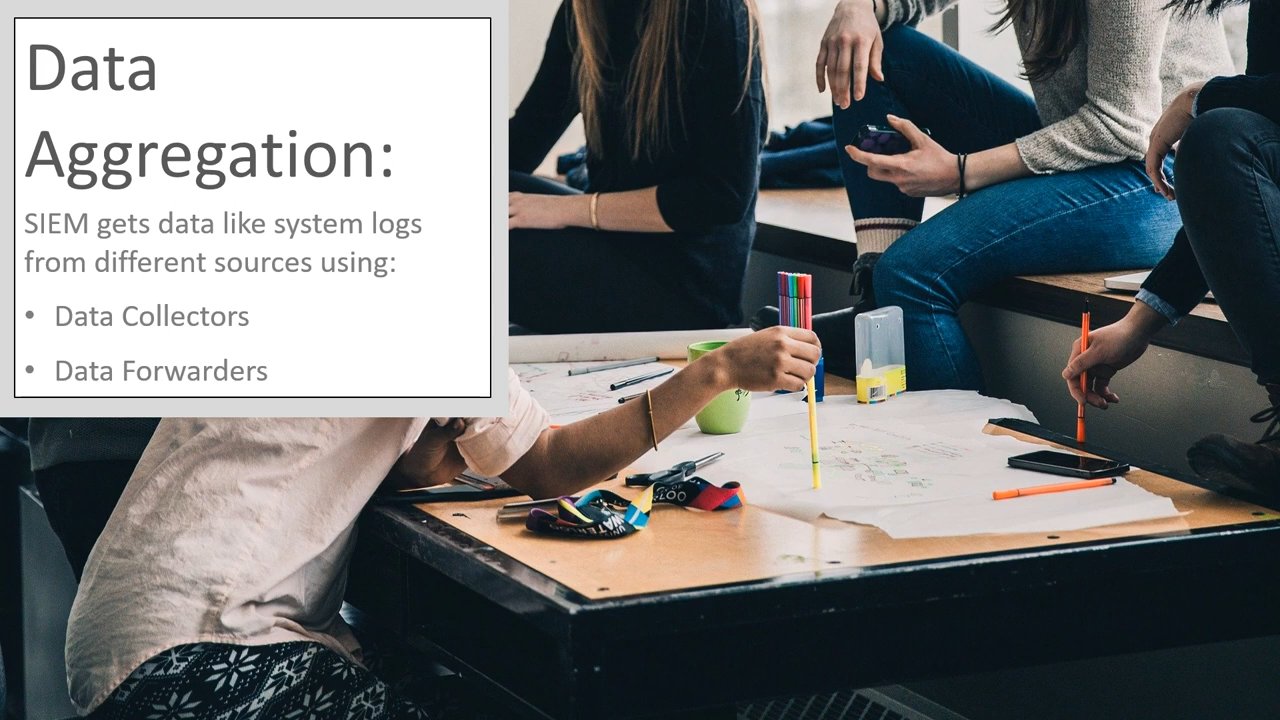 Data
Aggregation:
SIEM gets data like system logs
from different sources using:
• Data Collectors
• Data Forwarders